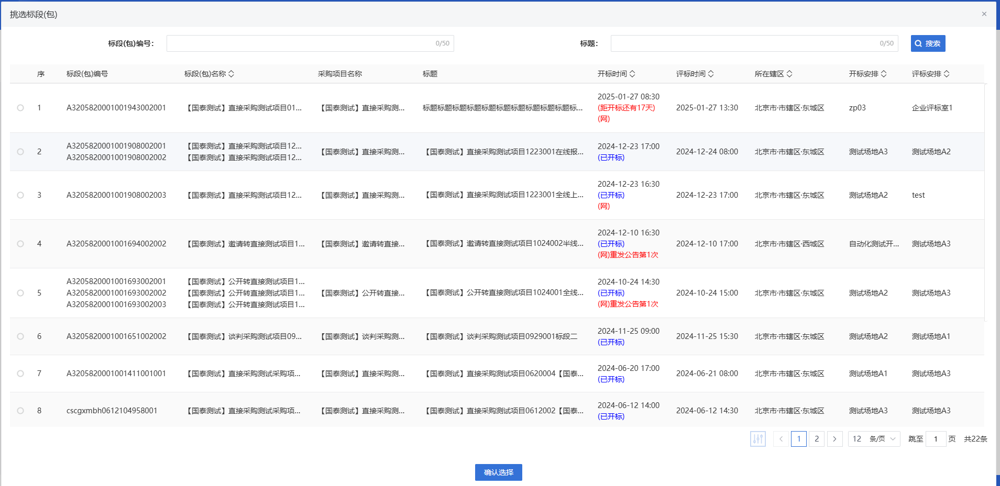 挑选标段(包)
标段(包)编号： 0/50 标题： 0/50 搜索
序 标段(包)编号 标段(包)名称 采购项目名称 标题 开标时间 评标时间 所在辖区 开标安排 评标安排
1 A3205820001001943002001 【国泰测试】直接采购测试项目01... 【国泰测试】直接采购测... 标题标题标题标题标题标题标题标题标题标题标... 2025-01-27 08:30 2025-01-27 13:30 北京市·市辖区·东城区 zp03 企业评标室1
(距开标还有17天)
(网)
2 A3205820001001908002001 【国泰测试】直接采购测试项目12... 【国泰测试】直接采购测... 【国泰测试】直接采购测试项目1223001在线报... 2024-12-23 17:00 2024-12-24 08:00 北京市·市辖区·东城区 测试场地A3 测试场地A2
A3205820001001908002002 【国泰测试】直接采购测试项目12... (已开标)
3 A3205820001001908002003 【国泰测试】直接采购测试项目12... 【国泰测试】直接采购测... 【国泰测试】直接采购测试项目1223001全线上... 2024-12-23 16:30 2024-12-23 17:00 北京市·市辖区·东城区 测试场地A2 test
(已开标)
(网)
4 A3205820001001694002002 【国泰测试】邀请转直接测试项目1... 【国泰测试】邀请转直接... 【国泰测试】邀请转直接测试项目1024002半线... 2024-12-10 16:30 2024-12-10 17:00 北京市·市辖区·西城区 自动化测试开... 测试场地A3
(已开标)
(网)重发公告第1次
5 A3205820001001693002001 【国泰测试】公开转直接测试项目1... 【国泰测试】公开转直接... 【国泰测试】公开转直接测试项目1024001全线... 2024-10-24 14:30 2024-10-24 15:00 北京市·市辖区·东城区 测试场地A2 测试场地A3
A3205820001001693002002 【国泰测试】公开转直接测试项目1... (已开标)
A3205820001001693002003 【国泰测试】公开转直接测试项目1... (网)重发公告第1次
6 A3205820001001651002002 【国泰测试】谈判采购测试项目09... 【国泰测试】谈判采购测... 【国泰测试】谈判采购测试项目0929001标段二 2024-11-25 09:00 2024-11-25 15:30 北京市·市辖区·东城区 测试场地A2 测试场地A1
(已开标)
7 A3205820001001411001001 【国泰测试】直接采购测试采购项... 【国泰测试】直接采购测... 【国泰测试】直接采购测试项目0620004【国泰... 2024-06-20 17:00 2024-06-21 08:00 北京市·市辖区·东城区 测试场地A1 测试场地A3
(已开标)
8 cscgxmbh0612104958001 【国泰测试】直接采购测试采购项... 【国泰测试】直接采购测... 【国泰测试】直接采购测试项目0612002【国泰... 2024-06-12 14:00 2024-06-12 14:30 北京市·市辖区·东城区 测试场地A3 测试场地A3
(已开标)
1 2 12 条/页 跳至 1 页 共22条
确认选择